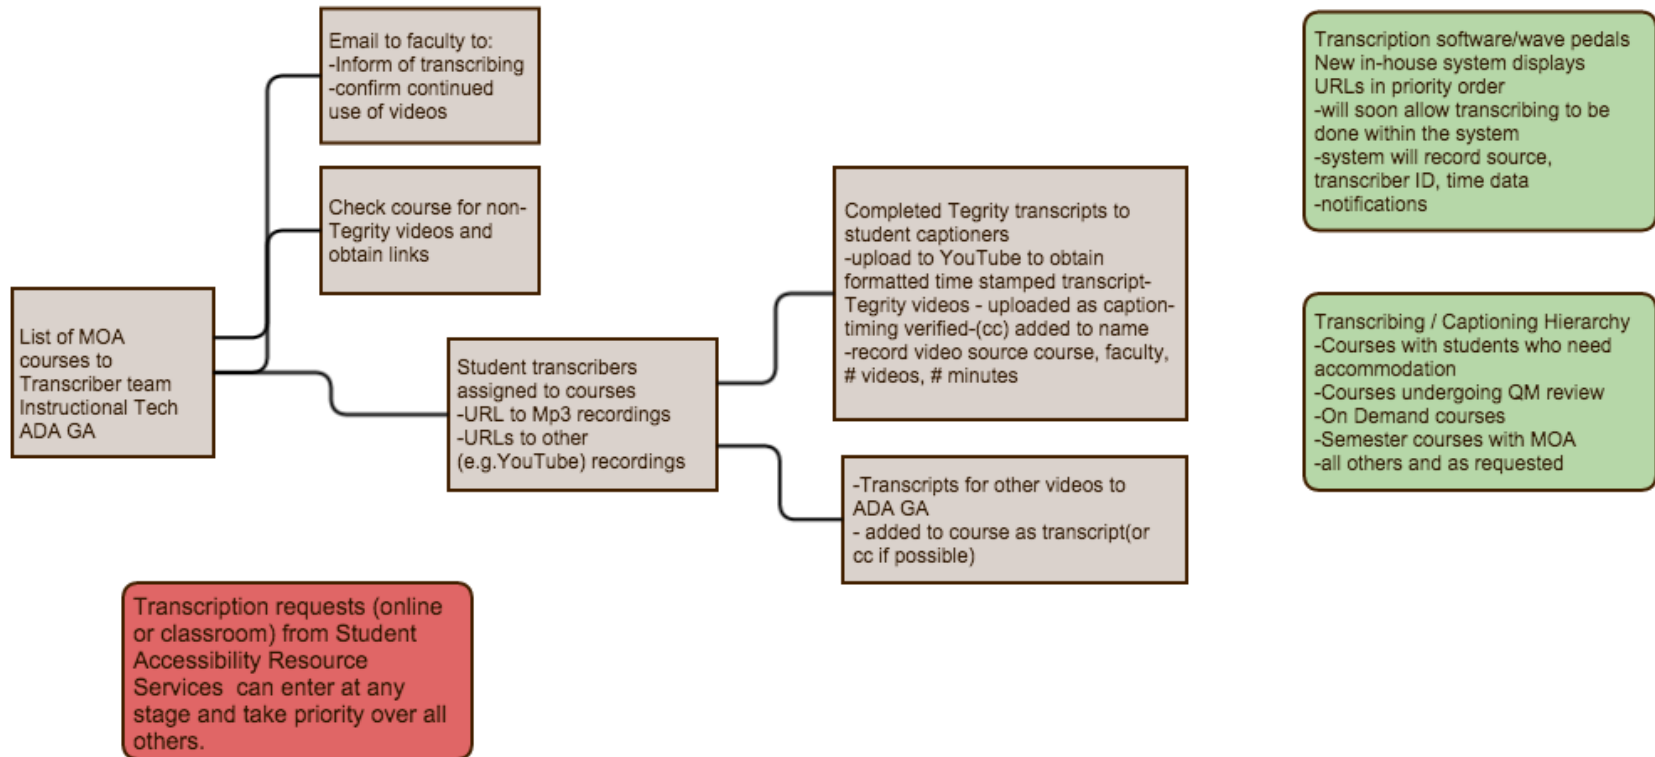 Email to faculty to:
-Inform of transcribing
-confirm continued
use of videos
Check course for non-
Tegrity videos and
obtain links
List of MOA
courses to
Transcriber team
Instructional Tech
ADA GA
Student transcribers
assigned to courses
-URL to Mp3 recordings
-URLs to other
(e.g.YouTube) recordings
Completed Tegrity transcripts to
student captioners
-upload to YouTube to obtain
formatted time stamped transcript-
Tegrity videos - uploaded as caption-
timing verified-(cc) added to name
-record video source course, faculty,
# videos, # minutes
-Transcripts for other videos to
ADA GA
- added to course as transcript(or
cc if possible)
Transcription requests (online
or classroom) from Student
Accessibility Resource
Services  can enter at any
stage and take priority over all
others.
Transcription software/wave pedals
New in-house system displays
URLs in priority order
-will soon allow transcribing to be
done within the system
-system will record source,
transcriber ID, time data
-notifications
Transcribing / Captioning Hierarchy
-Courses with students who need
accommodation
-Courses undergoing QM review
-On Demand courses
-Semester courses with MOA
-all others and as requested